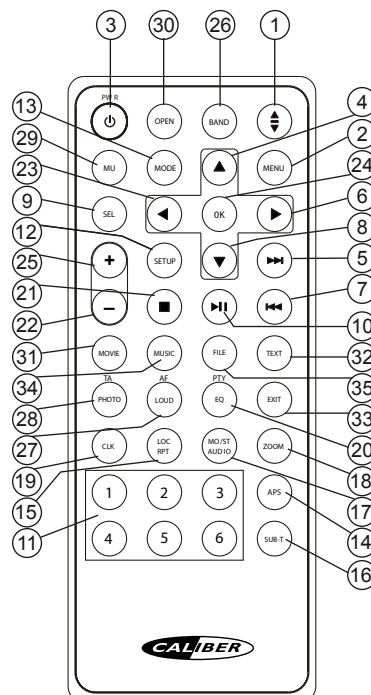 3 30 26 1
PWR
OPEN BAND
13 4
29 MU MODE MENU 2
23 24
9 SEL OK 6
12 8
25 + SETUP 5
21 7
22 − 10
31 MOVIE MUSIC FILE TEXT 32
34 35
TA AF PTY
28 PHOTO LOUD EQ EXIT 33
27 20
19 CLK LOC RPT MO/ST AUDIO ZOOM 18
15 17
11 1 2 3 APS 14
4 5 6 SUB-T 16
CALIBER